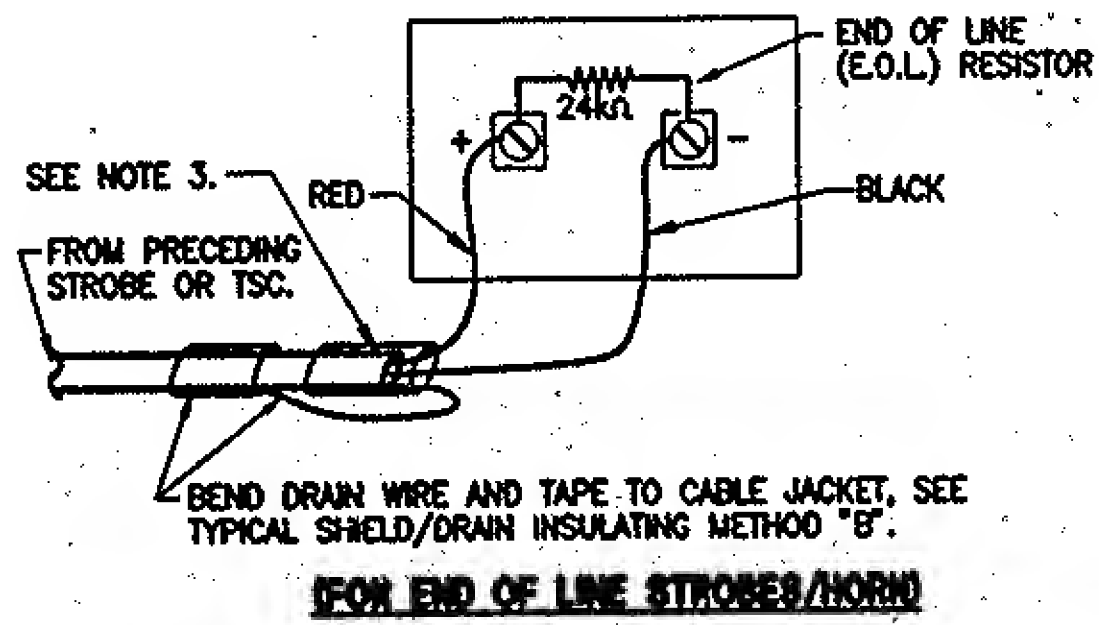 END OF LINE
(E.O.L.) RESISTOR
24kΩ
+
-
SEE NOTE 3.
RED
BLACK
FROM PRECEDING
STROBE OR TSC.
BEND DRAIN WIRE AND TAPE TO CABLE JACKET, SEE
TYPICAL SHIELD/DRAIN INSULATING METHOD "B".
(FOR END OF LINE STROBES/HORN)